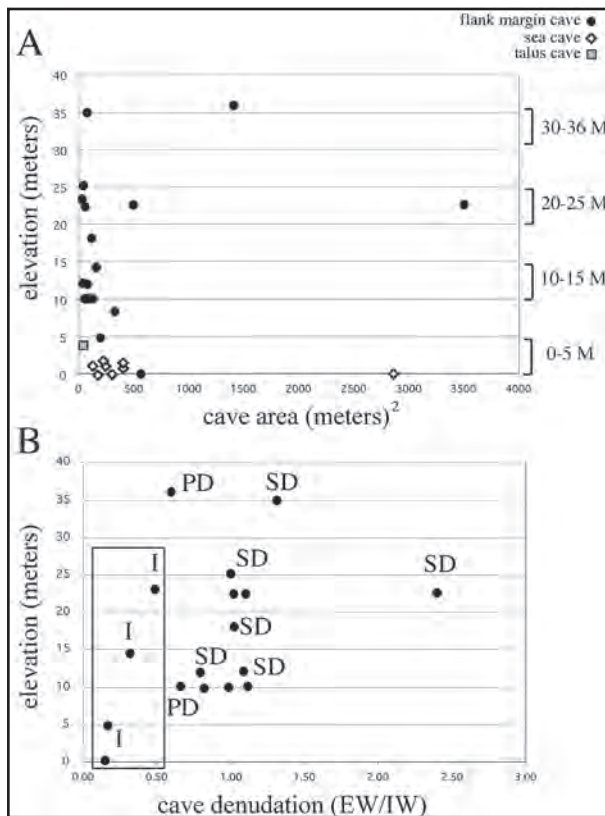 flank margin cave
sea cave
talus cave
A
elevation (meters)
40
35
30
25
20
15
10
5
0
0
500
1000
1500
2000
2500
3000
3500
4000
30-36 M
20-25 M
10-15 M
0-5 M
cave area (meters)²
B
elevation (meters)
40
35
30
25
20
15
10
5
0
PD
SD
I
SD
SD
I
SD
SD
SD
PD
I
0.00
0.50
1.00
2.00
2.50
3.00
cave denudation (EW/IW)